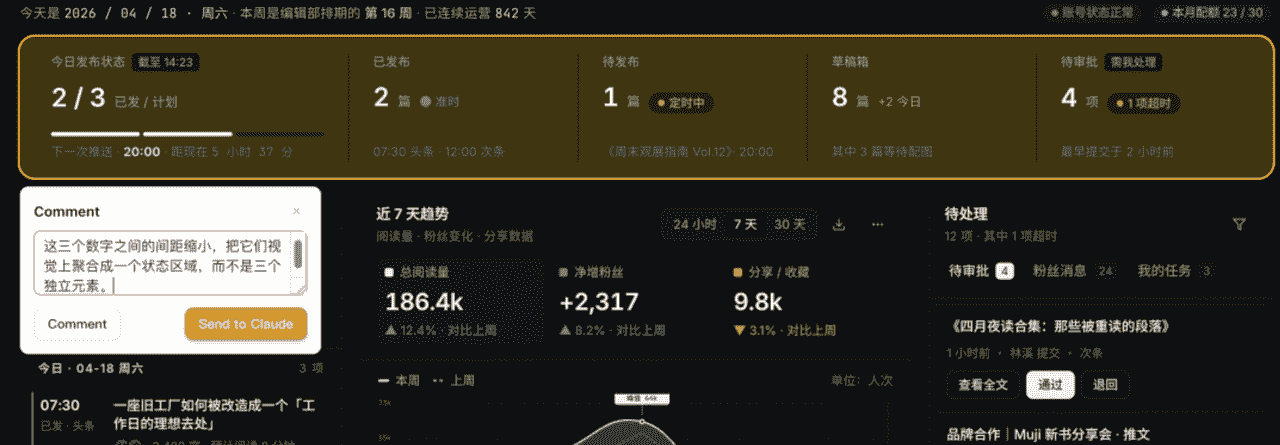 今天是 2026 / 04 / 18 · 周六 · 本周是编辑部排期的 第 16 周 · 已连续运营 842 天
账号状态正常
本月配额 23 / 30
今日发布状态 截至 14:23
2 / 3 已发 / 计划
下一次推送 · 20:00 · 距现在 5 小时 37 分
已发布
2 篇 准时
07:30 头条 · 12:00 次条
待发布
1 篇 定时中
《周末观展指南 Vol.12》 20:00
草稿箱
8 篇 +2 今日
其中 3 篇等待配图
待审批 需我处理
4 项 1 项超时
最早提交于 2 小时前
Comment ×
这三个数字之间的间距缩小，把它们视
觉上聚合成一个状态区域，而不是三个
独立元素。
Comment
Send to Claude
今日 · 04-18 周六 3 项
07:30 一座旧工厂如何被改造成一个「工
已发 · 头条 作日的理想去处」
近 7 天趋势
阅读量 · 粉丝变化 · 分享数据
24 小时 7 天 30 天
总阅读量
186.4k
▲ 12.4% · 对比上周
净增粉丝
+2,317
▲ 8.2% · 对比上周
分享 / 收藏
9.8k
▼ 3.1% · 对比上周
本周 上周 单位：人次
待处理
12 项 · 其中 1 项超时
待审批 4 粉丝消息 24 我的任务 3
《四月夜读合集：那些被重读的段落》
1 小时前 · 林溪 提交 · 次条
查看全文 通过 退回
品牌合作｜Muji 新书分享会 · 推文